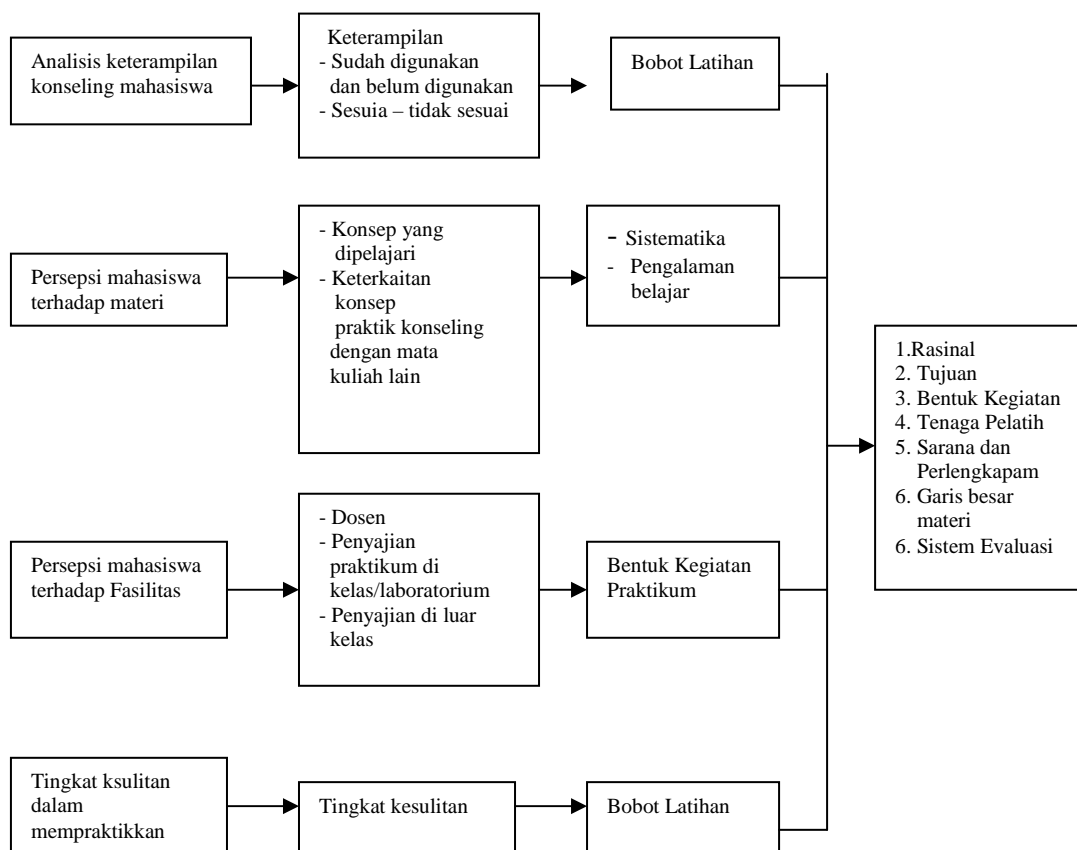 Analisis keterampilan
konseling mahasiswa
Keterampilan
- Sudah digunakan
dan belum digunakan
- Sesuia – tidak sesuai
Bobot Latihan
Persepsi mahasiswa
terhadap materi
- Konsep yang
dipelajari
- Keterkaitan
konsep
praktik konseling
dengan mata
kuliah lain
- Sistematika
- Pengalaman
belajar
Persepsi mahasiswa
terhadap Fasilitas
- Dosen
- Penyajian
praktikum di
kelas/laboratorium
- Penyajian di luar
kelas
Bentuk Kegiatan
Praktikum
Tingkat ksulitan
dalam
mempraktikkan
Tingkat kesulitan
Bobot Latihan
1.Rasinal
2. Tujuan
3. Bentuk Kegiatan
4. Tenaga Pelatih
5. Sarana dan
Perlengkapam
6. Garis besar
materi
6. Sistem Evaluasi